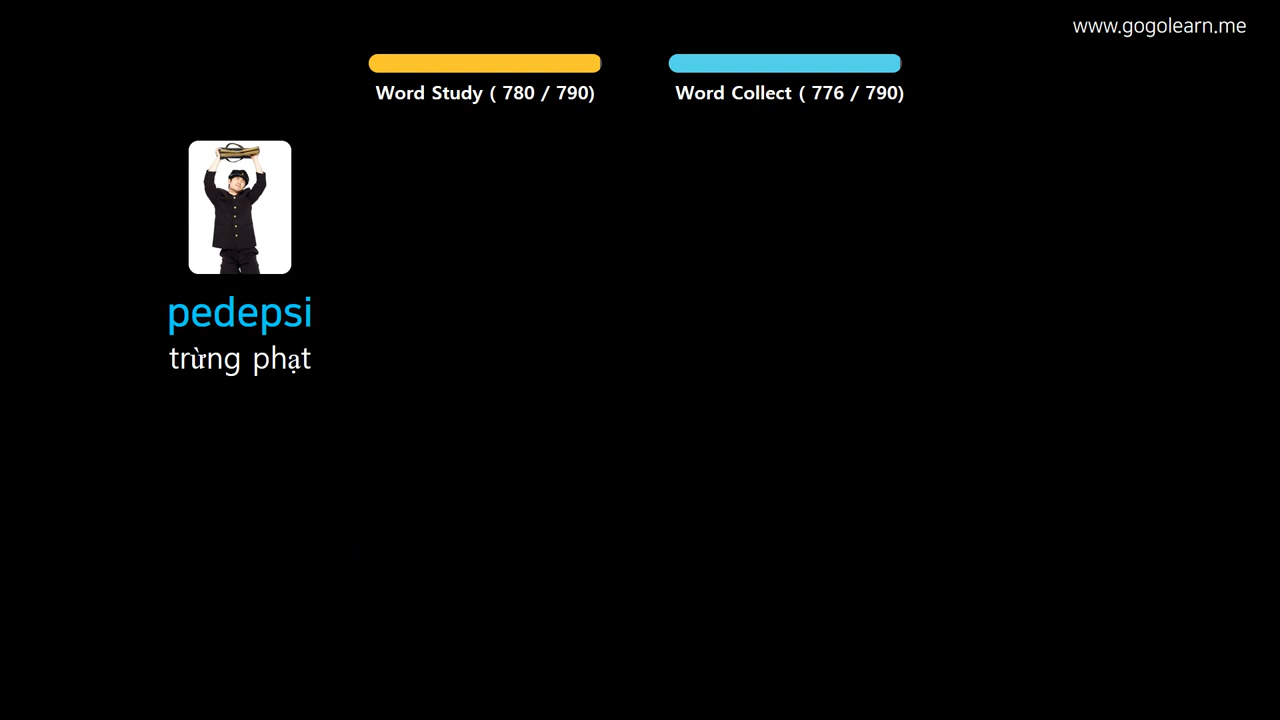 www.gogolearn.me
Word Study ( 780 / 790)
Word Collect ( 776 / 790)
pedepsi
trừng phạt